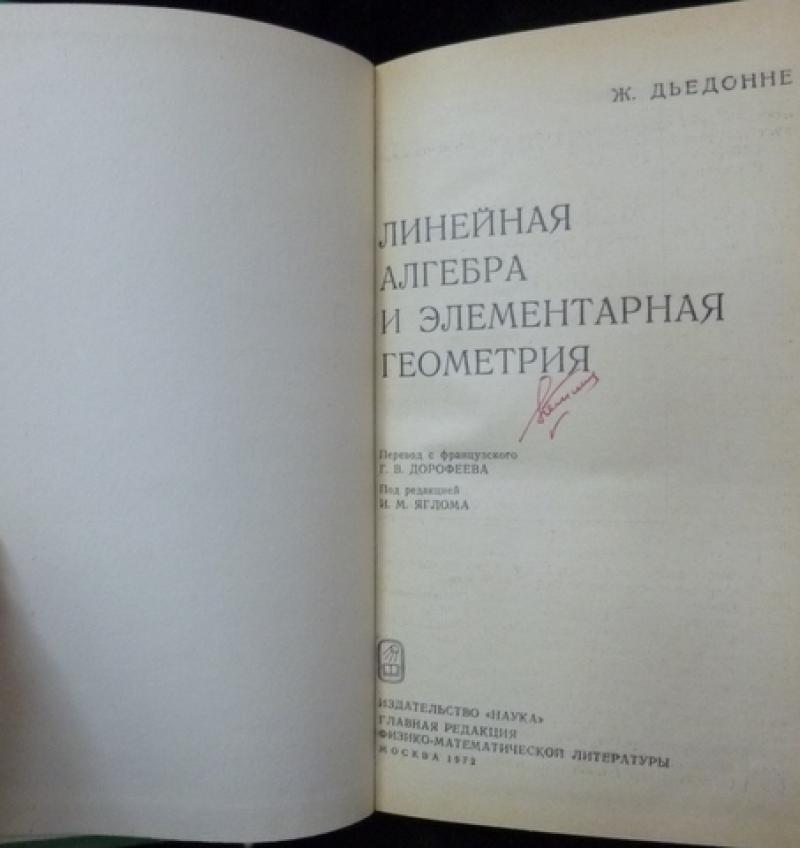 Ж. ДЬЕДОННЕ
ЛИНЕЙНАЯ
АЛГЕБРА
И ЭЛЕМЕНТАРНАЯ
ГЕОМЕТРИЯ
Перевод с французского
Г. В. ДОРОФЕЕВА
Под редакцией
И. М. ЯГЛОМА
ИЗДАТЕЛЬСТВО «НАУКА»
ГЛАВНАЯ РЕДАКЦИЯ
ФИЗИКО-МАТЕМАТИЧЕСКОЙ ЛИТЕРАТУРЫ
МОСКВА 1972